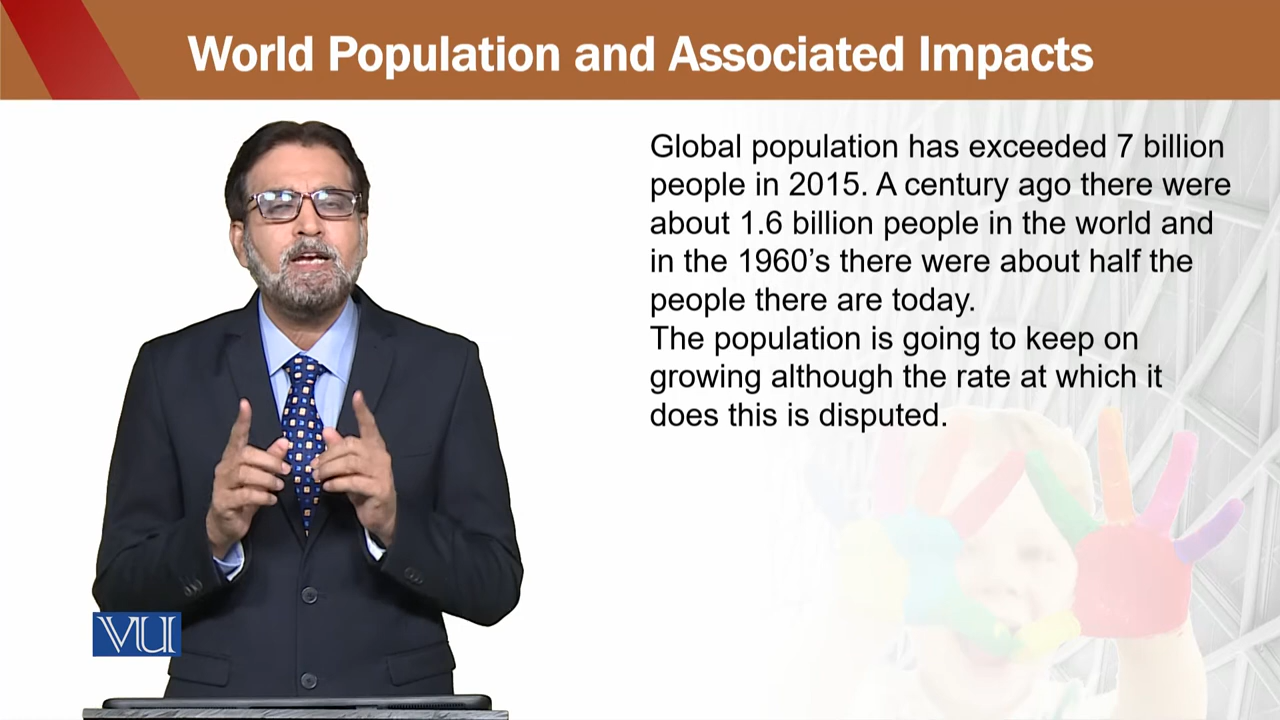 World Population and Associated Impacts
Global population has exceeded 7 billion
people in 2015. A century ago there were
about 1.6 billion people in the world and
in the 1960’s there were about half the
people there are today.
The population is going to keep on
growing although the rate at which it
does this is disputed.
VU